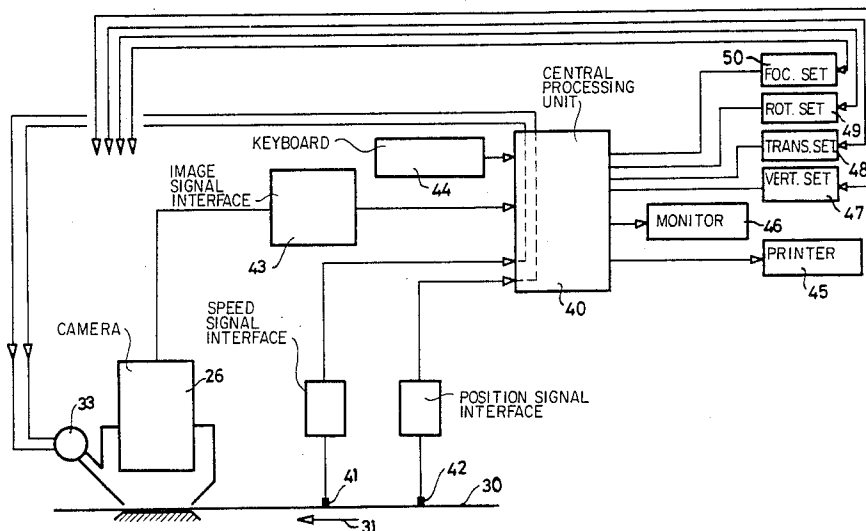 50
FOC. SET
CENTRAL
PROCESSING
UNIT
ROT. SET
49
KEYBOARD
44
TRANS. SET
48
IMAGE
SIGNAL
INTERFACE
VERT. SET
47
43
MONITOR
46
PRINTER
45
40
SPEED
SIGNAL
INTERFACE
CAMERA
26
POSITION SIGNAL
INTERFACE
33
41
42
30
31